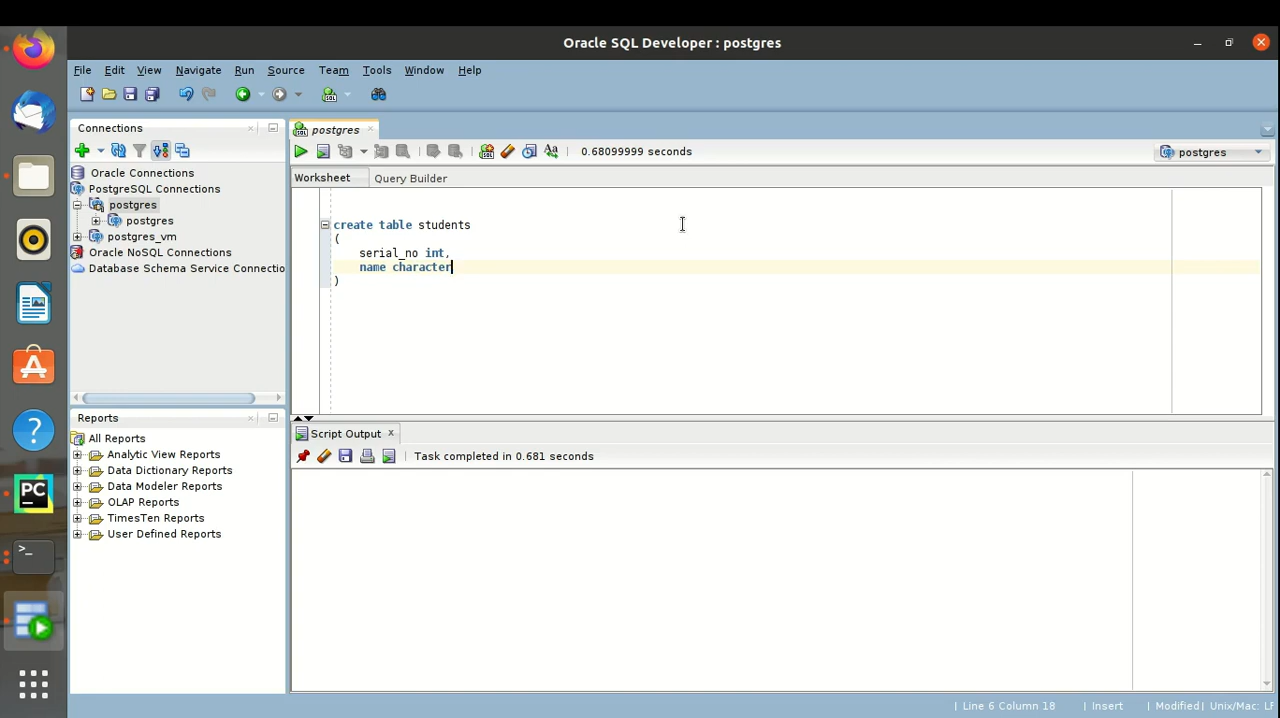 Oracle SQL Developer : postgres
File Edit View Navigate Run Source Team Tools Window Help
Connections
Oracle Connections
PostgreSQL Connections
postgres
postgres
postgres_vm
Oracle NoSQL Connections
Database Schema Service Connectio
Reports
All Reports
Analytic View Reports
Data Dictionary Reports
Data Modeler Reports
OLAP Reports
TimesTen Reports
User Defined Reports
postgres
0.68099999 seconds
postgres
Worksheet Query Builder
create table students
(
serial_no int,
name character
)
Script Output
Task completed in 0.681 seconds
Line 6 Column 18 Insert Modified Unix/Mac: LF
PC